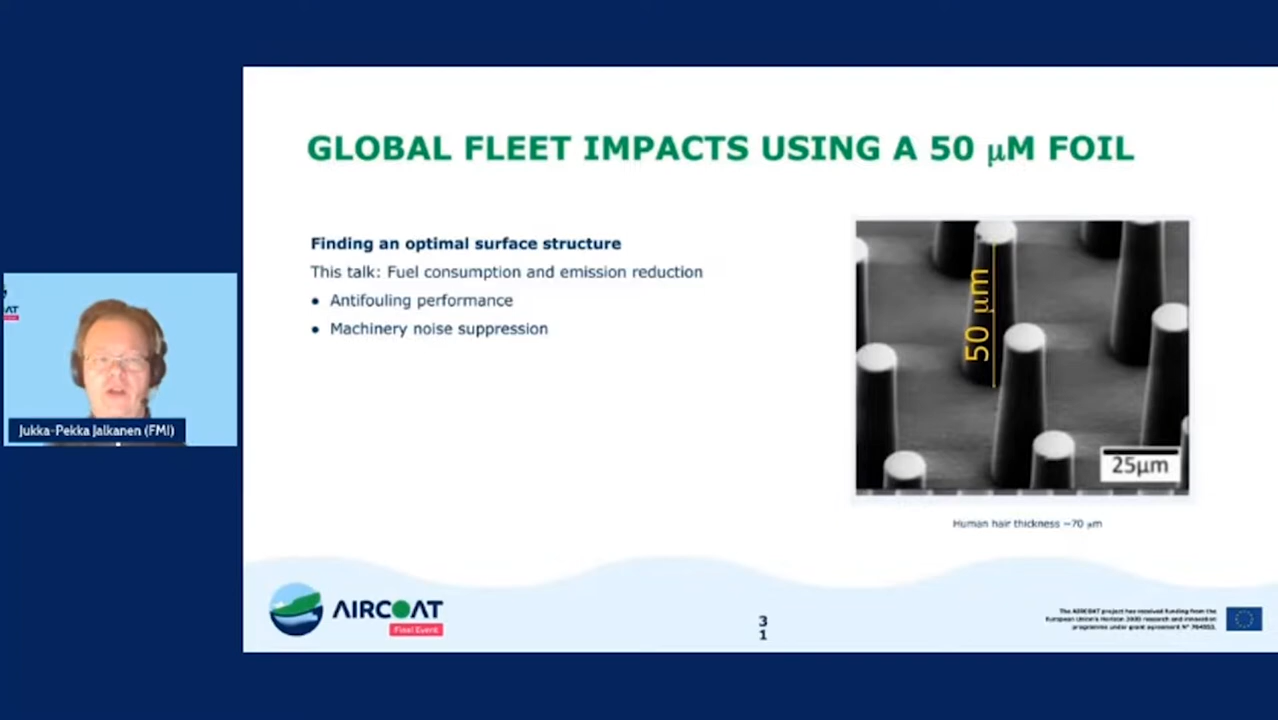 GLOBAL FLEET IMPACTS USING A 50 μM FOIL
Finding an optimal surface structure
This talk: Fuel consumption and emission reduction
• Antifouling performance
• Machinery noise suppression
50 μm
25μm
Human hair thickness ~70 μm
Jukka-Pekka Jalkanen (FMI)
AIRCOAT
Final Event
3
1
The AIRCOAT project has received funding from the
European Union's Horizon 2020 research and innovation
programme under grant agreement N°